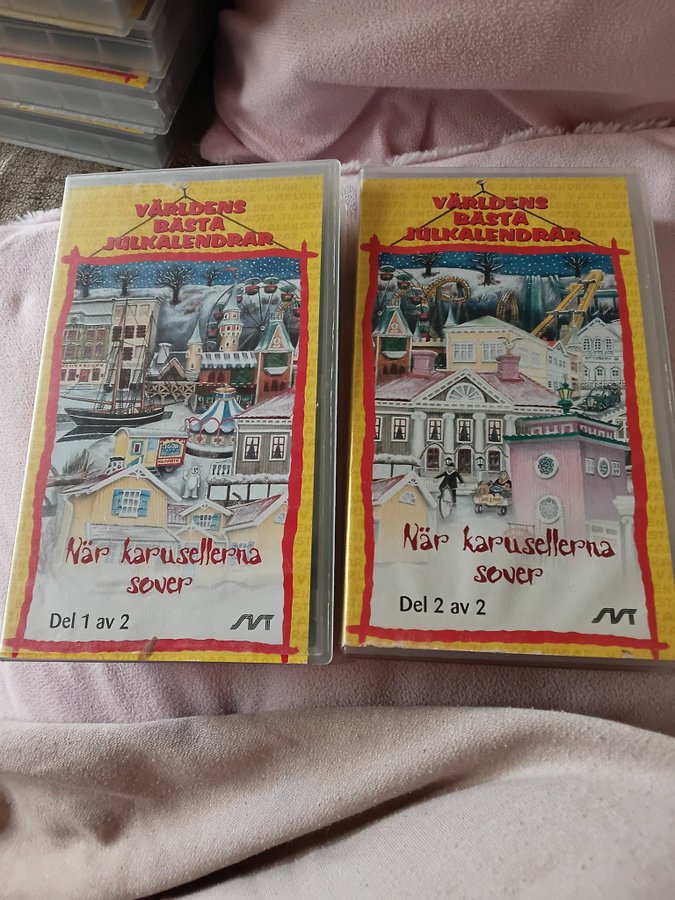 VÄRLDENS
BÄSTA
JULKALENDRAR
När karusellerna
sover
Del 1 av 2
SVT
VÄRLDENS
BÄSTA
JULKALENDRAR
När karusellerna
sover
Del 2 av 2
SVT